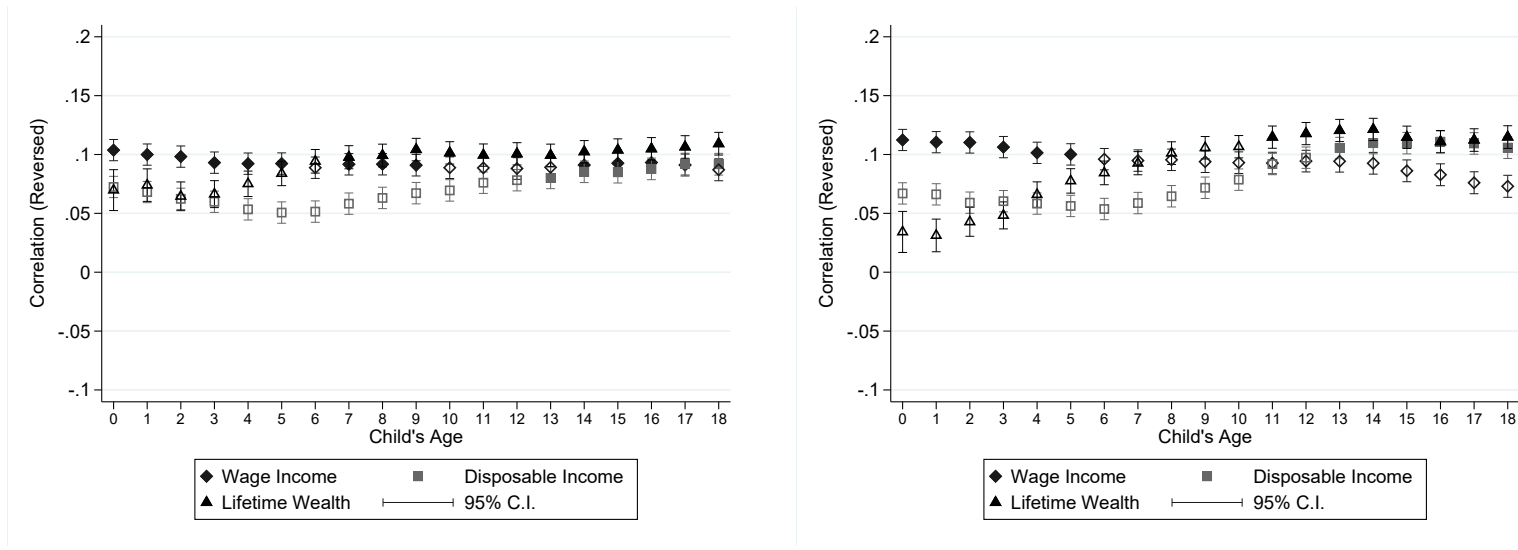 Correlation (Reversed)
.2
.15
.1
.05
0
-.05
-.1
0 1 2 3 4 5 6 7 8 9 10 11 12 13 14 15 16 17 18
Child's Age
Wage Income Disposable Income
Lifetime Wealth 95% C.I.
Correlation (Reversed)
.2
.15
.1
.05
0
-.05
-.1
0 1 2 3 4 5 6 7 8 9 10 11 12 13 14 15 16 17 18
Child's Age
Wage Income Disposable Income
Lifetime Wealth 95% C.I.